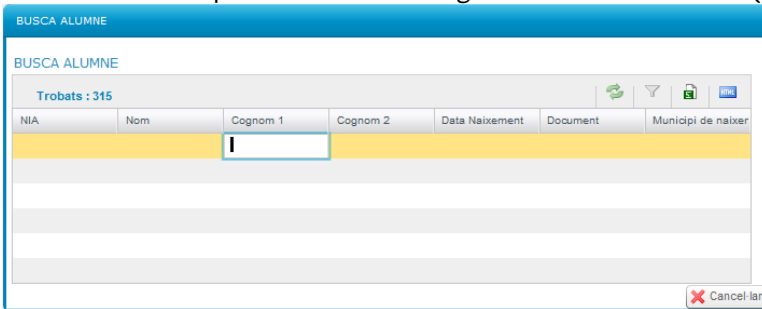 BUSCA ALUMNE
BUSCA ALUMNE
Trobats : 315
HTML
NIA Nom Cognom 1 Cognom 2 Data Naixement Document Municipi de naixer
Cancel·lar